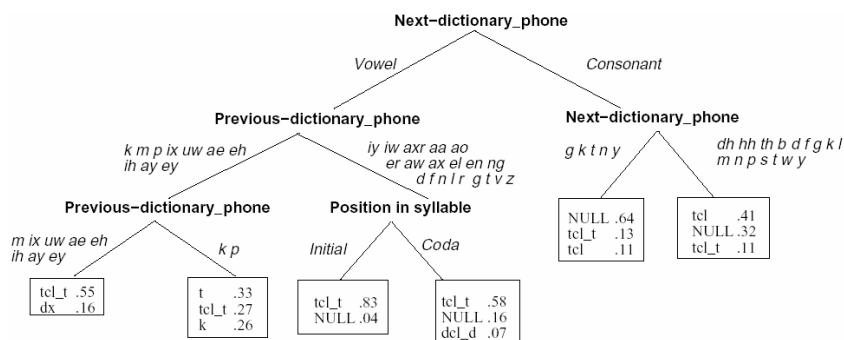 Next-dictionary_phone
Vowel
Consonant
Previous-dictionary_phone
Next-dictionary_phone
k m p ix uw ae eh
ih ay ey
iy iw axr aa ao
er aw ax el en ng
d f n l r g t v z
g k t n y
dh hh th b d f g k l
m n p s t w y
Previous-dictionary_phone
Position in syllable
m ix uw ae eh
ih ay ey
k p
Initial
Coda
NULL .64
tcl_t .13
tcl .11
tcl .41
NULL .32
tcl_t .11
tcl_t .55
dx .16
t .33
tcl_t .27
k .26
tcl_t .83
NULL .04
tcl_t .58
NULL .16
dcl_d .07